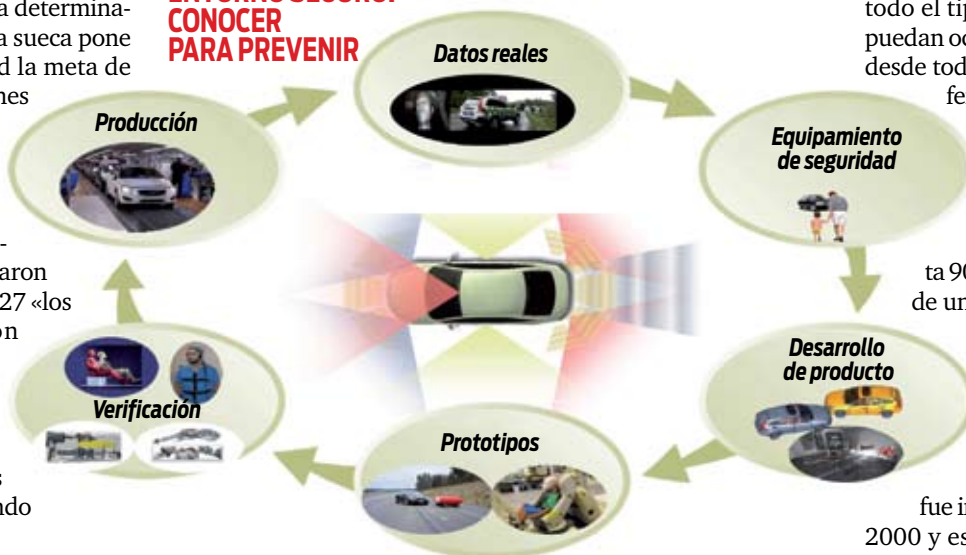 a determina-
a sueca pone
d la meta de
nes
-
aron
27 «los
on
s
ndo
CONOCER
PARA PREVENIR
Datos reales
Equipamiento
de seguridad
Desarrollo
de producto
Prototipos
Verificación
Producción
todo el tip
puedan oc
desde tod
fe
ta 90
de un
fue i
2000 y es